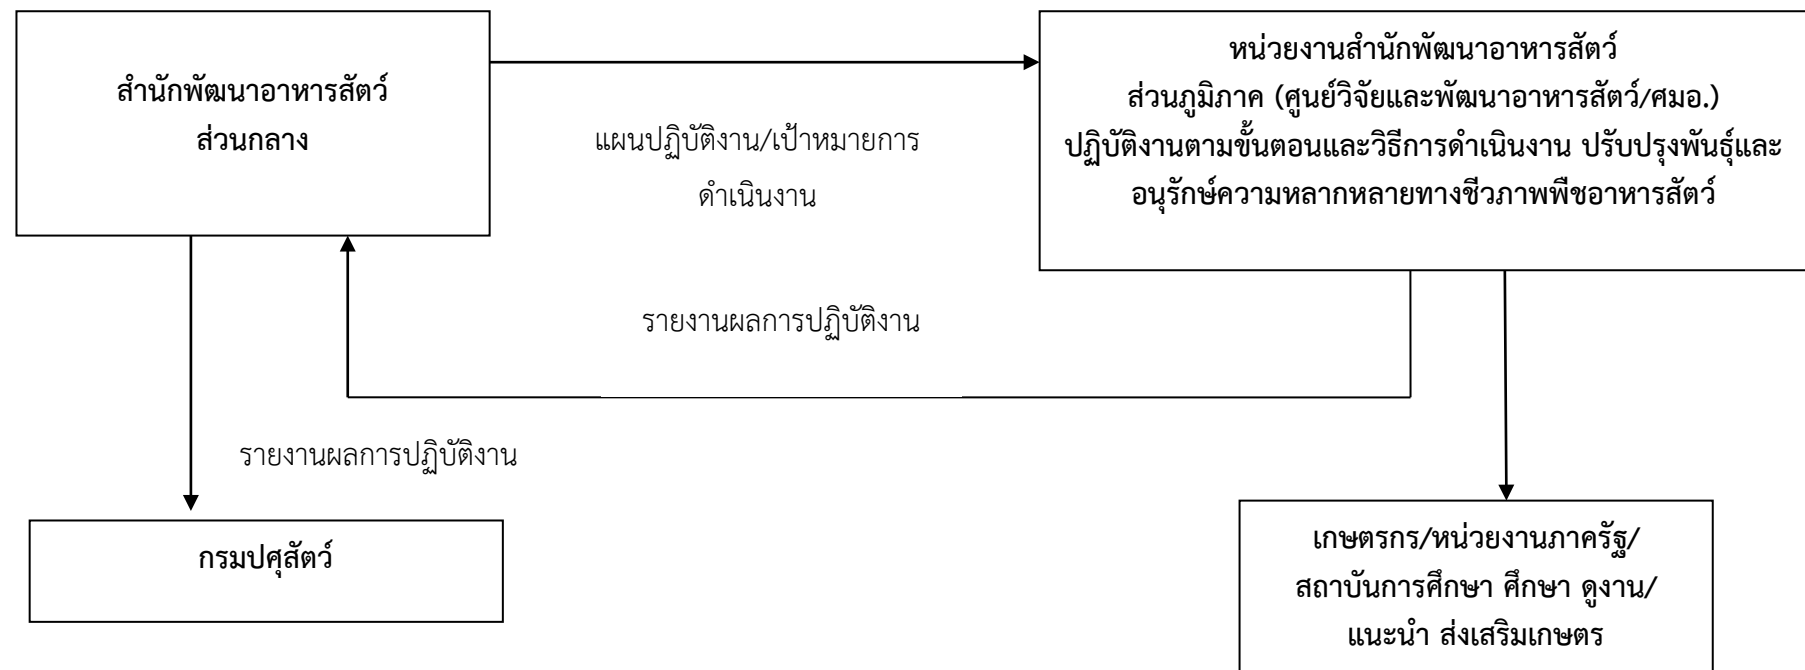 สำนักพัฒนาอาหารสัตว์
ส่วนกลาง
แผนปฏิบัติงาน/เป้าหมายการ
ดำเนินงาน
หน่วยงานสำนักพัฒนาอาหารสัตว์
ส่วนภูมิภาค (ศูนย์วิจัยและพัฒนาอาหารสัตว์/ศมอ.)
ปฏิบัติงานตามขั้นตอนและวิธีการดำเนินงาน ปรับปรุงพันธุ์และ
อนุรักษ์ความหลากหลายทางชีวภาพพืชอาหารสัตว์
รายงานผลการปฏิบัติงาน
รายงานผลการปฏิบัติงาน
กรมปศุสัตว์
เกษตรกร/หน่วยงานภาครัฐ/
สถาบันการศึกษา ศึกษา ดูงาน/
แนะนำ ส่งเสริมเกษตร